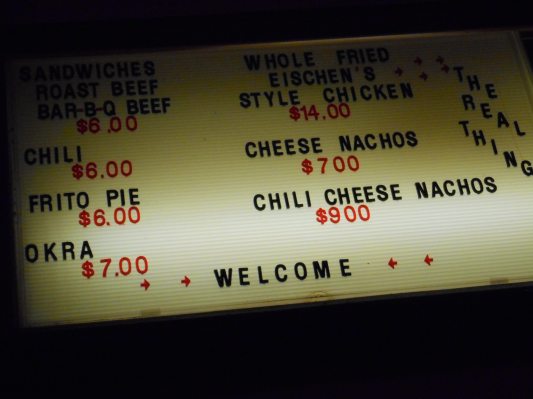 SANDWICHES
ROAST BEEF
BAR-B-Q BEEF
$6.00
CHILI
$6.00
FRITO PIE
$6.00
OKRA
$7.00
WHOLE FRIED
EISCHEN'S
STYLE CHICKEN
$14.00
CHEESE NACHOS
$700
CHILI CHEESE NACHOS
$900
THE
REAL
THING
WELCOME